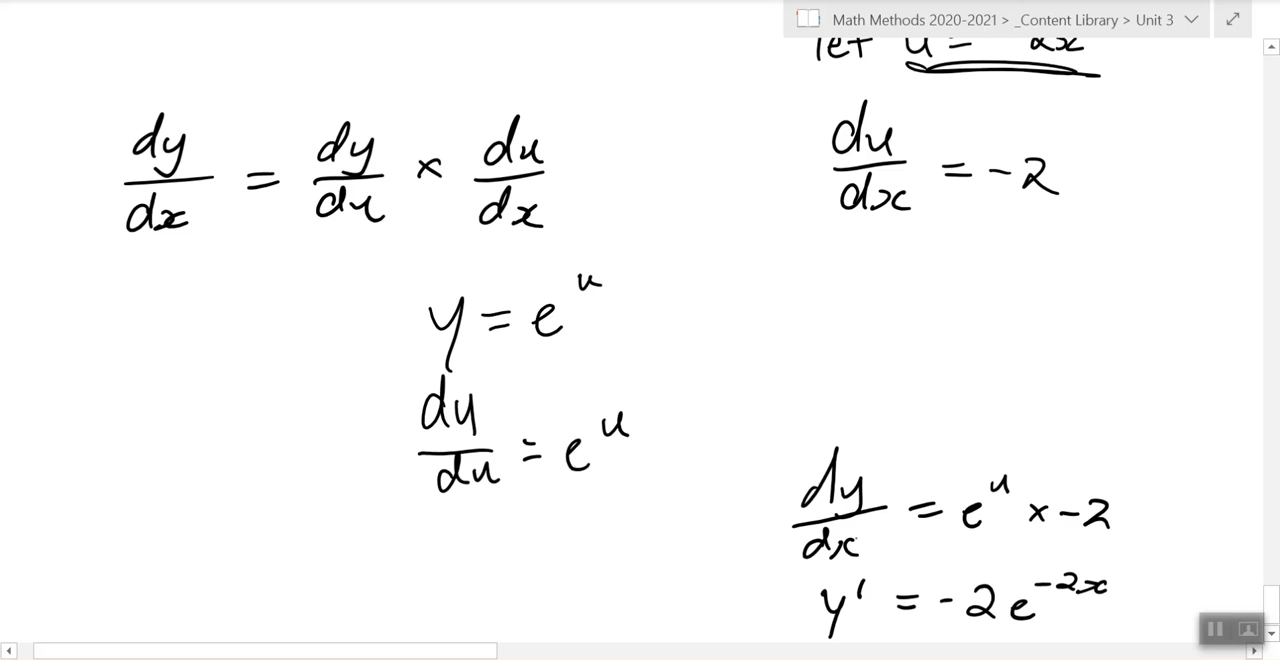 Math Methods 2020-2021 > _Content Library > Unit 3
let u = 2x
dy/dx = dy/du × du/dx
du/dx = -2
y = e^u
dy/du = e^u
dy/dx = e^u × -2
y' = -2e^{-2x}